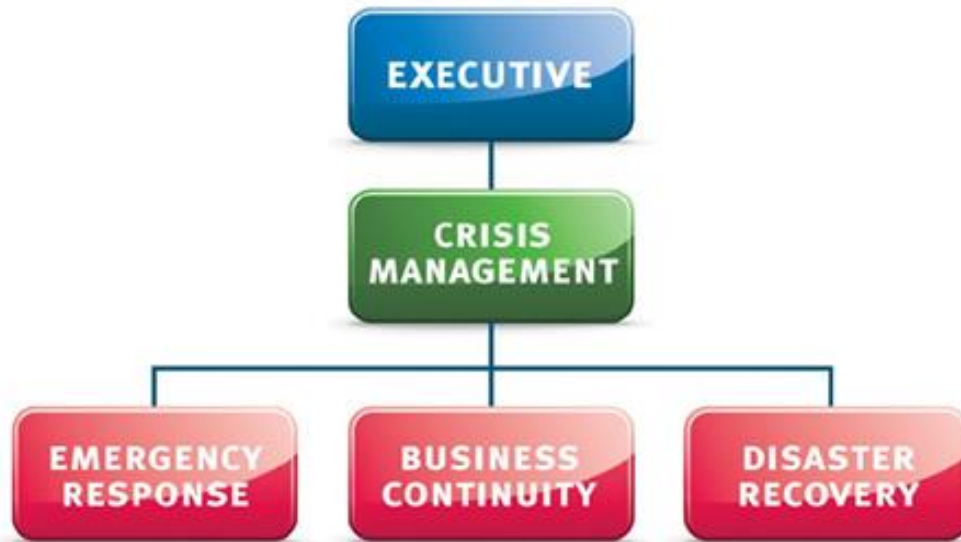 EXECUTIVE
CRISIS
MANAGEMENT
EMERGENCY
RESPONSE
BUSINESS
CONTINUITY
DISASTER
RECOVERY